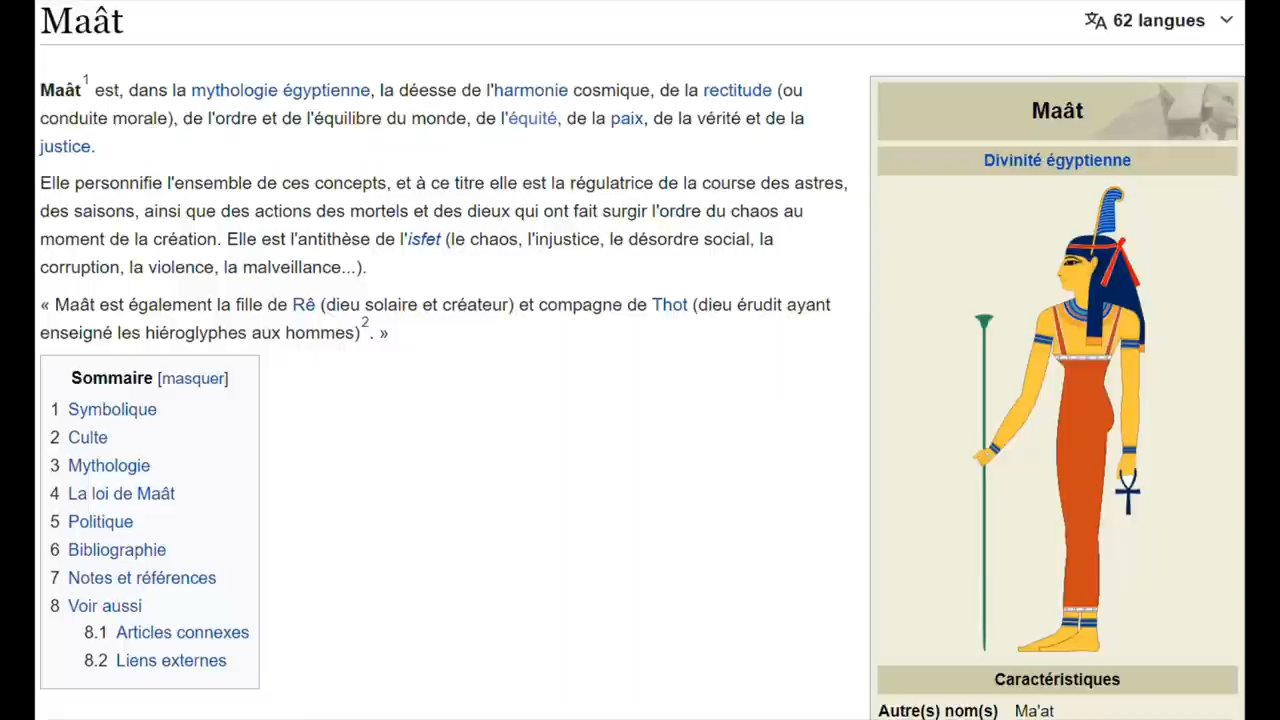 Maât
62 langues
Maât1 est, dans la mythologie égyptienne, la déesse de l'harmonie cosmique, de la rectitude (ou
conduite morale), de l'ordre et de l'équilibre du monde, de l'équité, de la paix, de la vérité et de la
justice.
Elle personnifie l'ensemble de ces concepts, et à ce titre elle est la régulatrice de la course des astres,
des saisons, ainsi que des actions des mortels et des dieux qui ont fait surgir l'ordre du chaos au
moment de la création. Elle est l'antithèse de l'isfet (le chaos, l'injustice, le désordre social, la
corruption, la violence, la malveillance...).
« Maât est également la fille de Rê (dieu solaire et créateur) et compagne de Thot (dieu érudit ayant
enseigné les hiéroglyphes aux hommes)2. »
Sommaire [masquer]
1 Symbolique
2 Culte
3 Mythologie
4 La loi de Maât
5 Politique
6 Bibliographie
7 Notes et références
8 Voir aussi
8.1 Articles connexes
8.2 Liens externes
Maât
Divinité égyptienne
Caractéristiques
Autre(s) nom(s) Ma'at